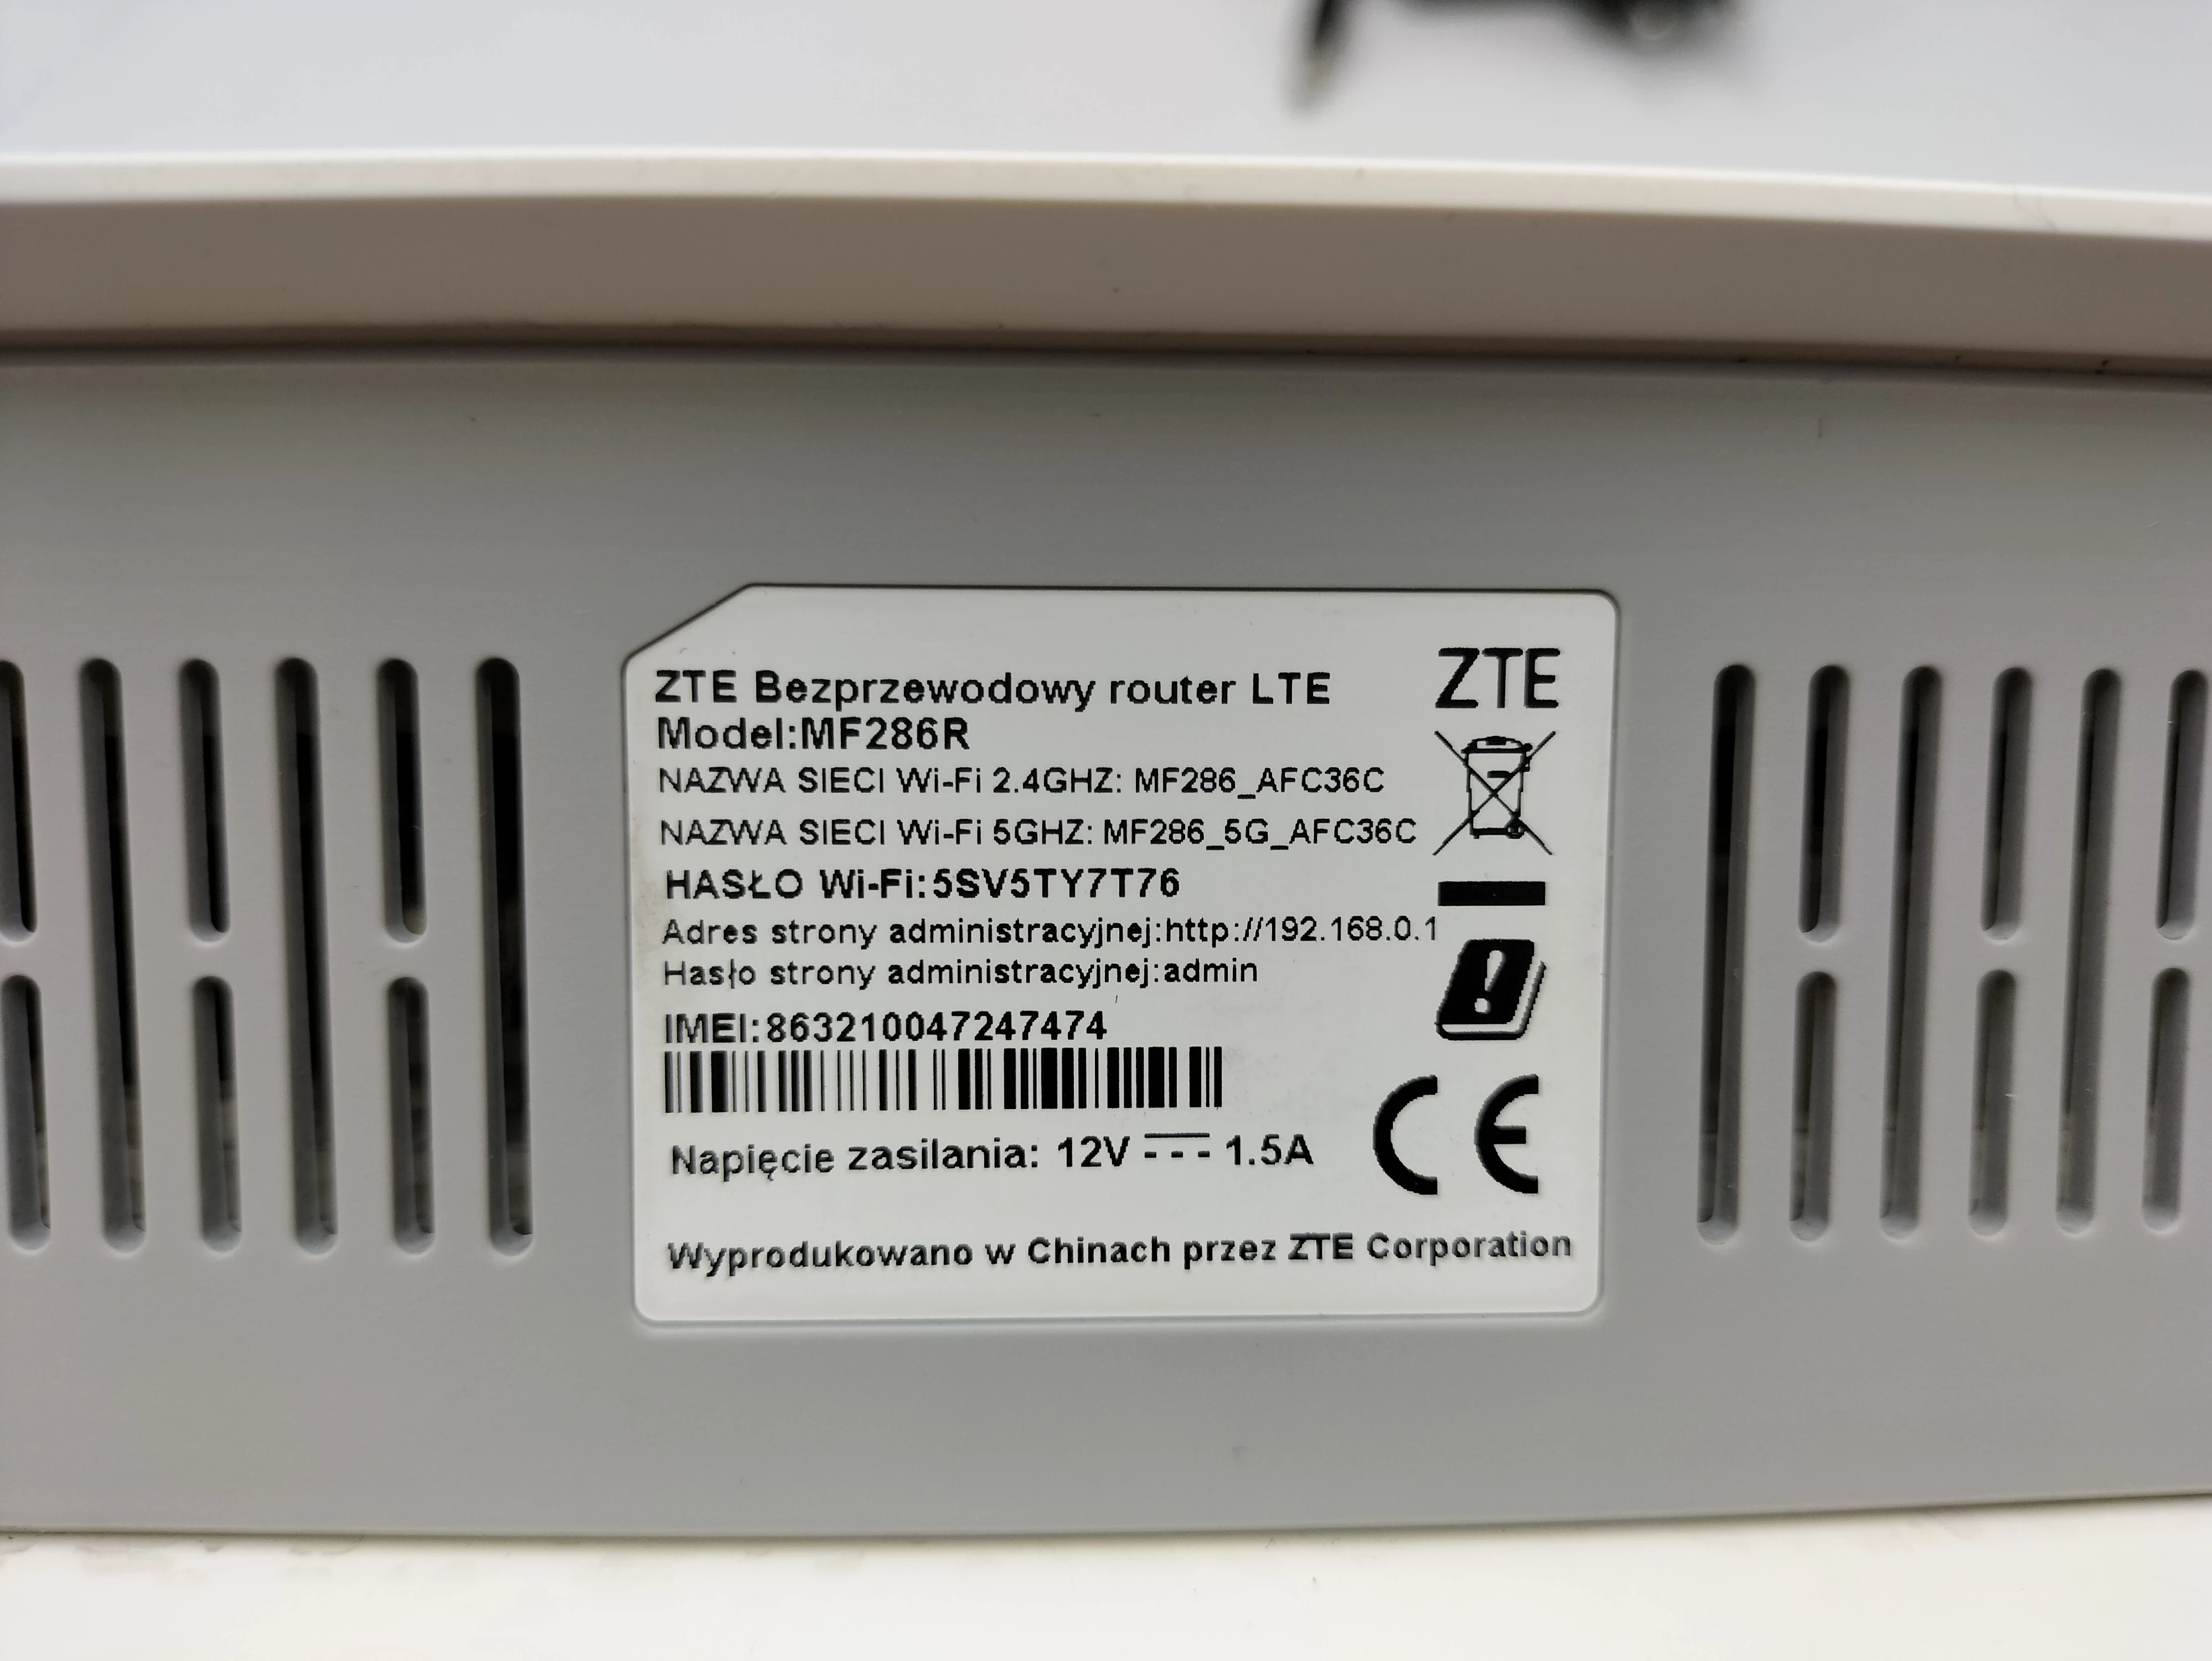 ZTE Bezprzewodowy router LTE
ZTE
Model:MF286R
NAZWA SIECI Wi-Fi 2.4GHZ: MF286_AFC36C
NAZWA SIECI Wi-Fi 5GHZ: MF286_5G_AFC36C
HASŁO Wi-Fi:5SV5TY7T76
Adres strony administracyjnej:http://192.168.0.1
Hasło strony administracyjnej:admin
IMEI:863210047247474
Napięcie zasilania: 12V ⎓ 1.5A
CE
Wyprodukowano w Chinach przez ZTE Corporation